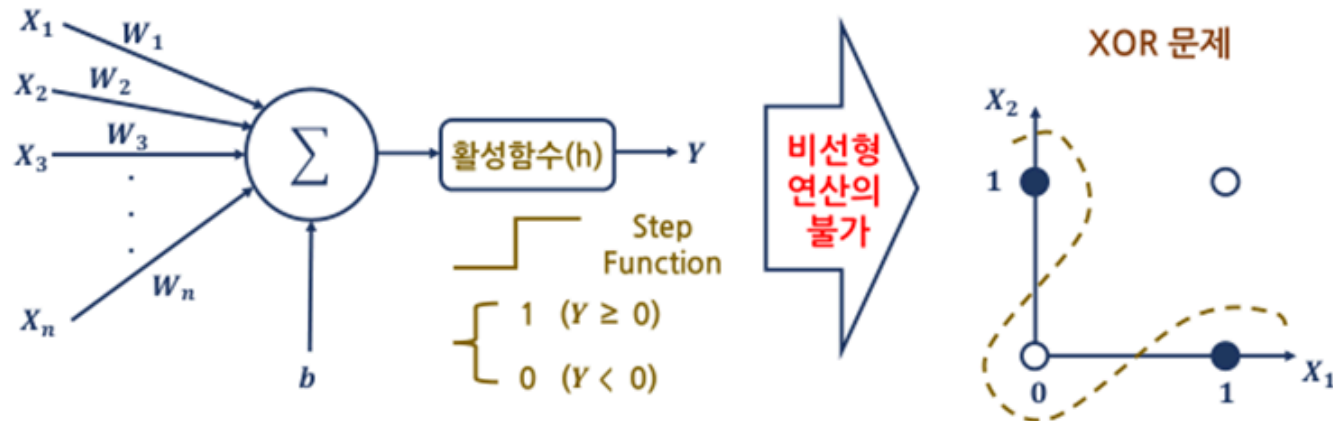 X₁
W₁
X₂
W₂
X₃
W₃
.
.
.
Xₙ
Wₙ
∑
b
활성함수(h)
Y
Step
Function
1 (Y ≥ 0)
0 (Y < 0)
비선형
연산의
불가
XOR 문제
X₂
1
0
1
X₁